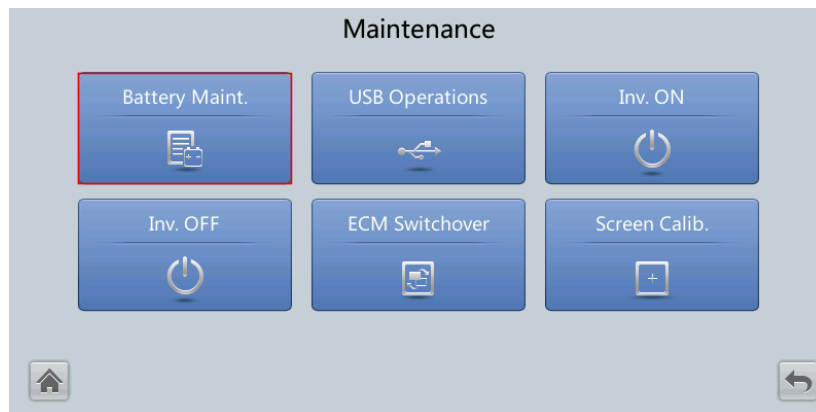 Maintenance
Battery Maint.
USB Operations
Inv. ON
Inv. OFF
ECM Switchover
Screen Calib.